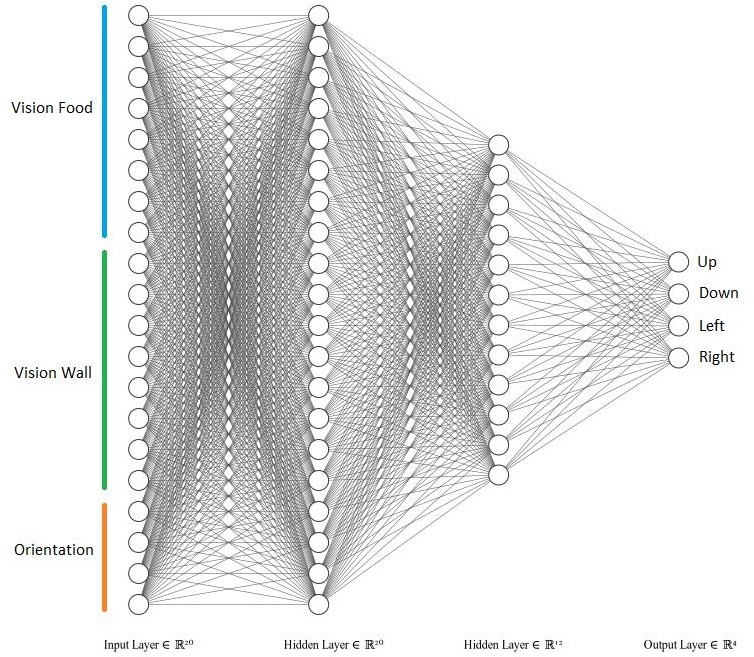 Vision Food
Vision Wall
Orientation
Up
Down
Left
Right
Input Layer ∈ ℝ²⁰
Hidden Layer ∈ ℝ²⁰
Hidden Layer ∈ ℝ¹²
Output Layer ∈ ℝ⁴